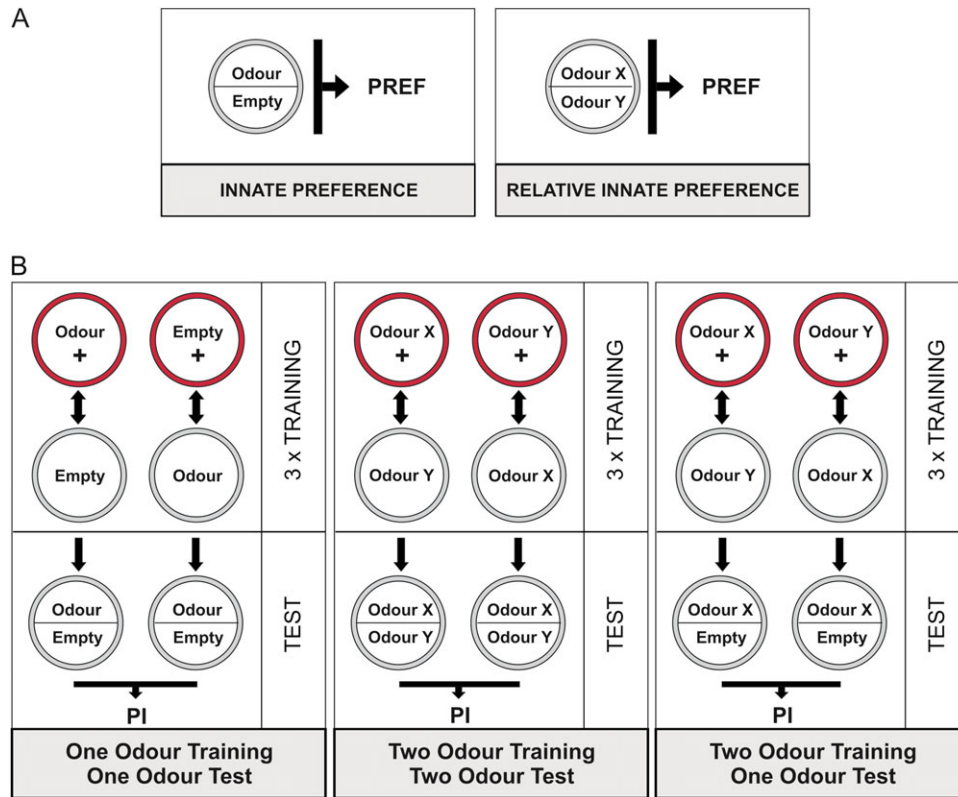 A
Odour
Empty
PREF
INNATE PREFERENCE
Odour X
Odour Y
PREF
RELATIVE INNATE PREFERENCE
B
Odour
+
Empty
+
Empty
Odour
3 x TRAINING
Odour
Empty
Odour
Empty
TEST
PI
One Odour Training
One Odour Test
Odour X
+
Odour Y
+
Odour Y
Odour X
3 x TRAINING
Odour X
Odour Y
Odour X
Odour Y
TEST
PI
Two Odour Training
Two Odour Test
Odour X
+
Odour Y
+
Odour Y
Odour X
3 x TRAINING
Odour X
Empty
Odour X
Empty
TEST
PI
Two Odour Training
One Odour Test